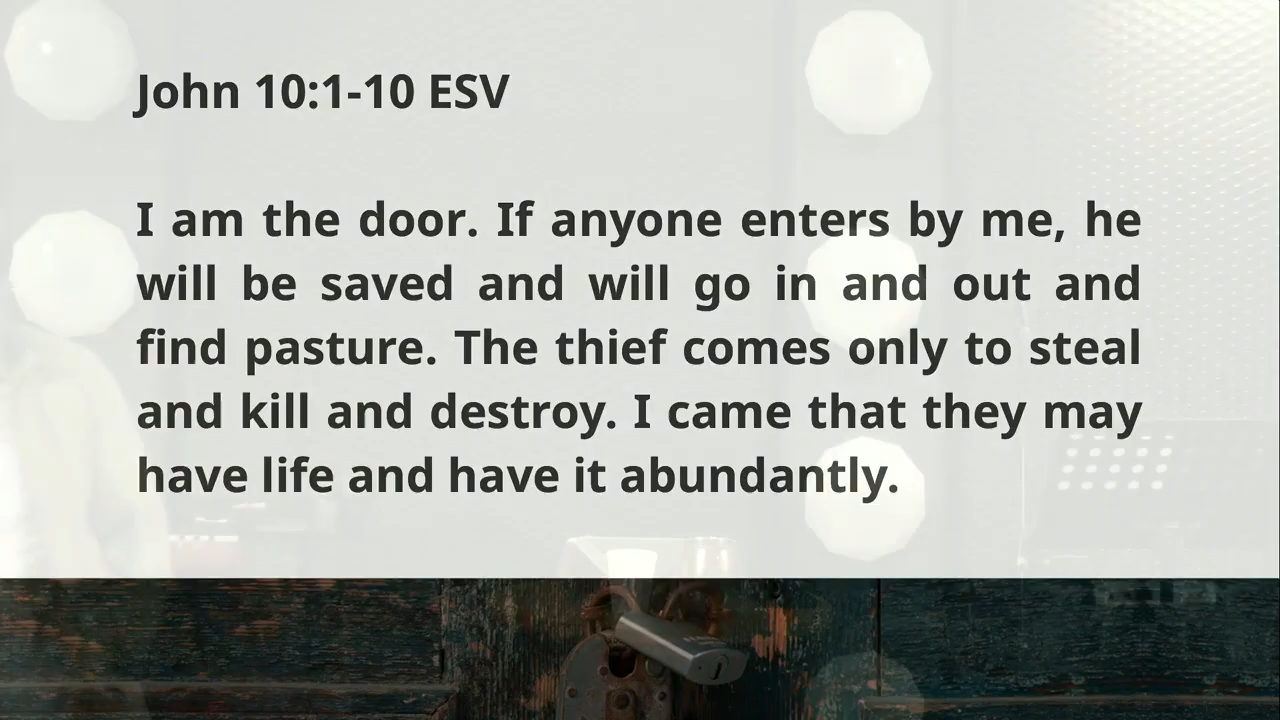 John 10:1-10 ESV
I am the door. If anyone enters by me, he
will be saved and will go in and out and
find pasture. The thief comes only to steal
and kill and destroy. I came that they may
have life and have it abundantly.